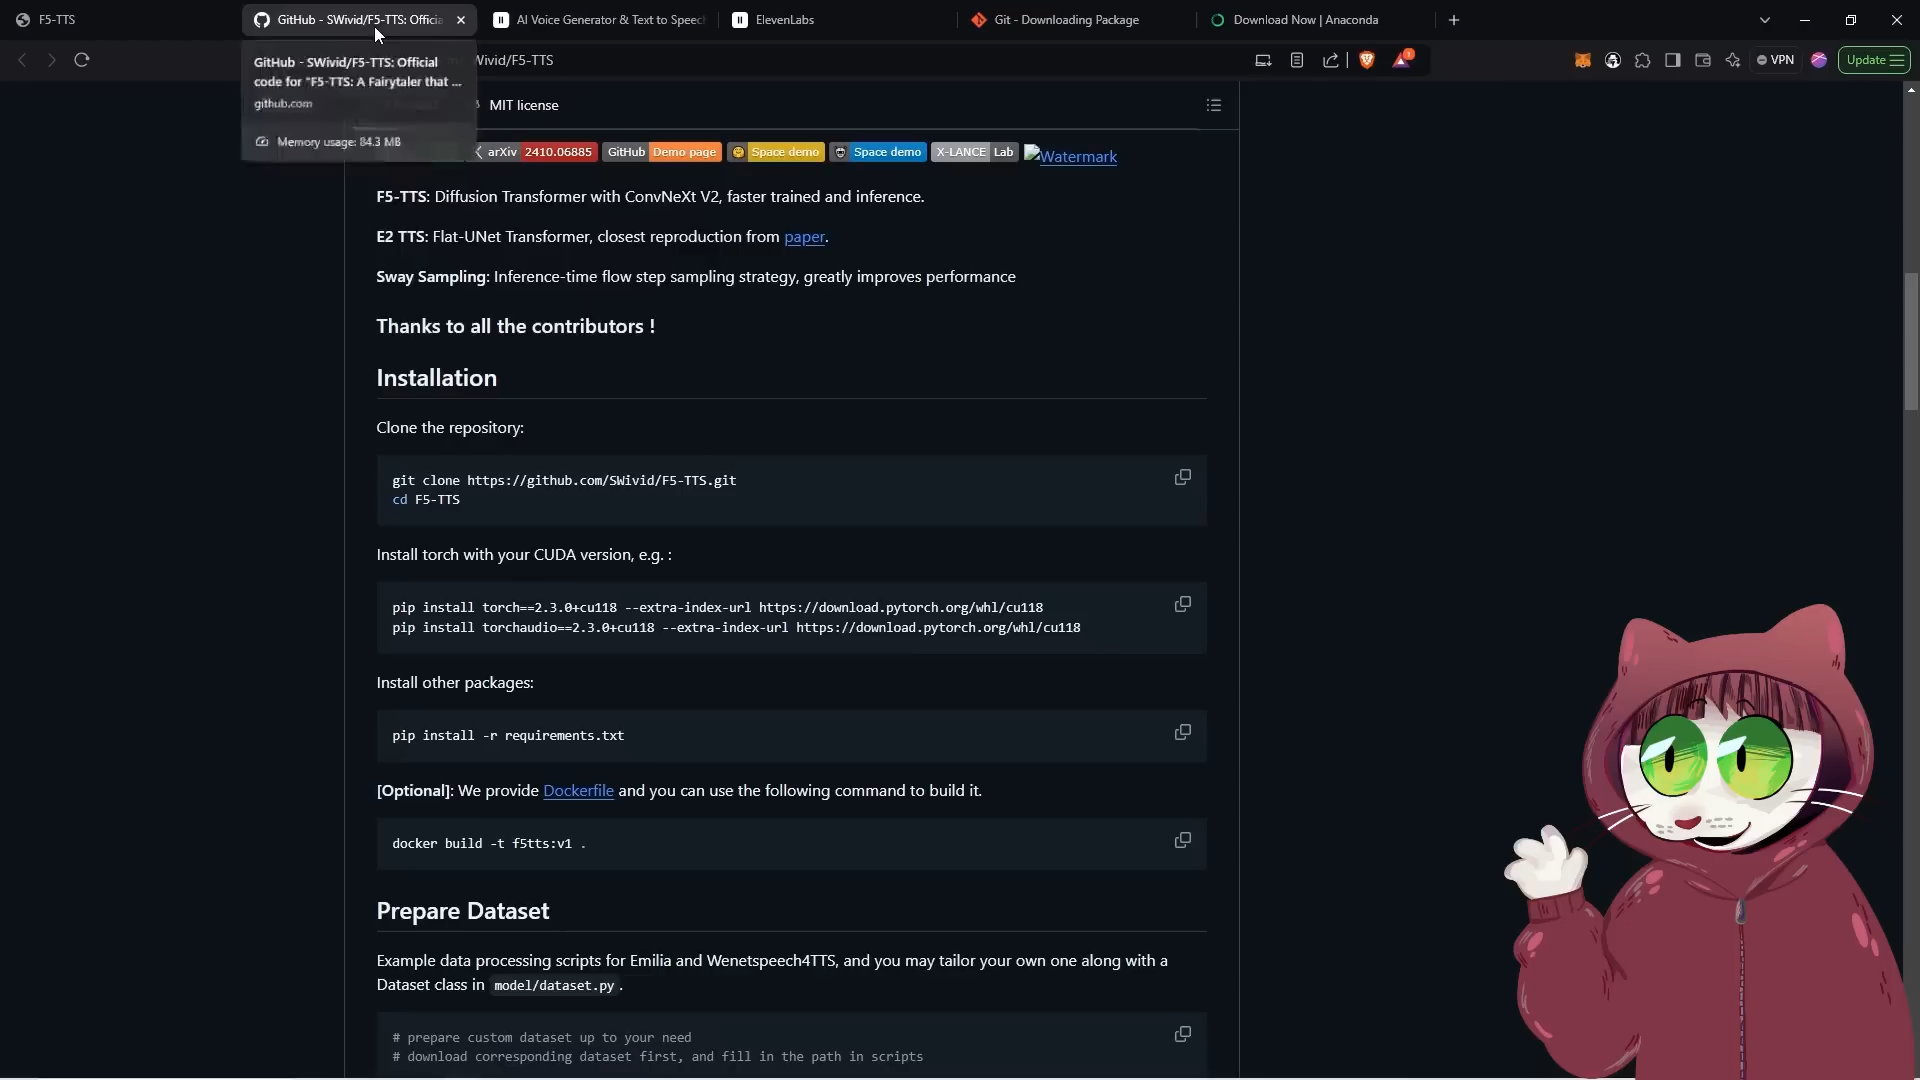 F5-TTS
GitHub - SWivid/F5-TTS: Officia
AI Voice Generator & Text to Speech
ElevenLabs
Git - Downloading Package
Download Now | Anaconda
Wivid/F5-TTS
1
VPN
Update
GitHub - SWivid/F5-TTS: Official
code for "F5-TTS: A Fairytaler that ...
github.com
Memory usage: 84.3 MB
MIT license
arXiv 2410.06885
GitHub Demo page
Space demo
Space demo
X-LANCE Lab
Watermark
F5-TTS: Diffusion Transformer with ConvNeXt V2, faster trained and inference.
E2 TTS: Flat-UNet Transformer, closest reproduction from paper.
Sway Sampling: Inference-time flow step sampling strategy, greatly improves performance
Thanks to all the contributors !
Installation
Clone the repository:
git clone https://github.com/SWivid/F5-TTS.git
cd F5-TTS
Install torch with your CUDA version, e.g. :
pip install torch==2.3.0+cu118 --extra-index-url https://download.pytorch.org/whl/cu118
pip install torchaudio==2.3.0+cu118 --extra-index-url https://download.pytorch.org/whl/cu118
Install other packages:
pip install -r requirements.txt
[Optional]: We provide Dockerfile and you can use the following command to build it.
docker build -t f5tts:v1 .
Prepare Dataset
Example data processing scripts for Emilia and Wenetspeech4TTS, and you may tailor your own one along with a
Dataset class in model/dataset.py .
# prepare custom dataset up to your need
# download corresponding dataset first, and fill in the path in scripts